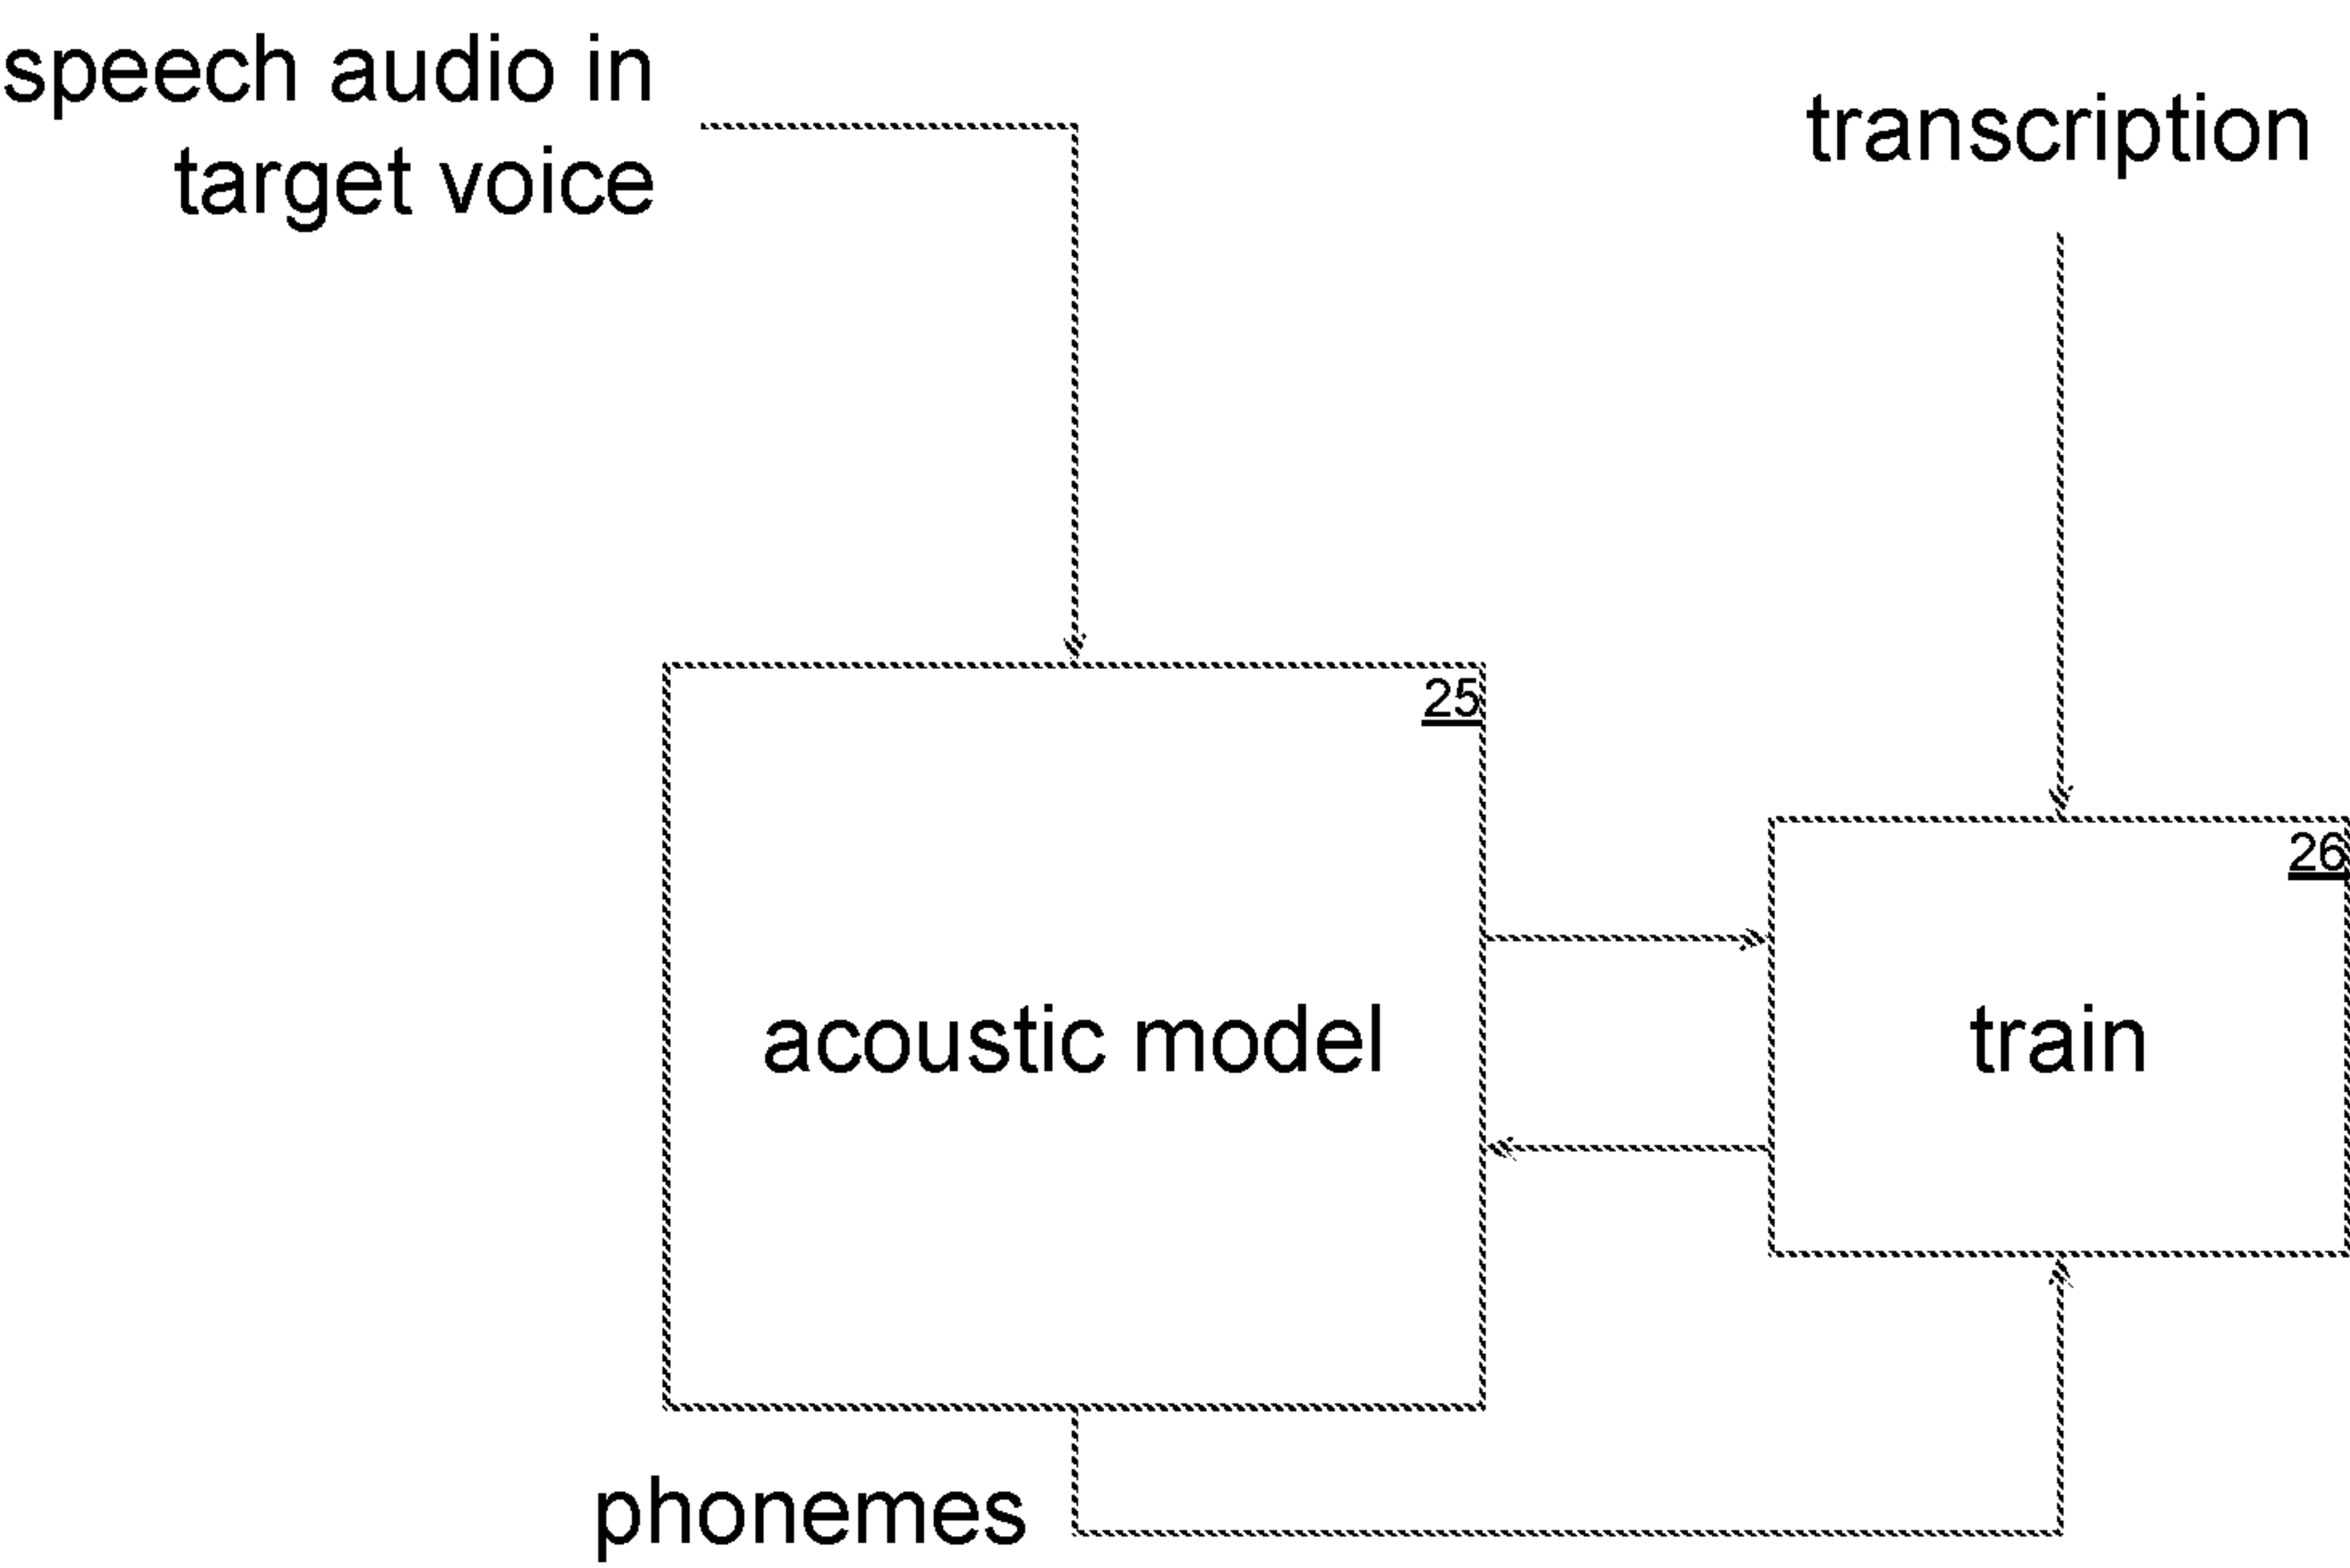 speech audio in
target voice
transcription
25
acoustic model
26
train
phonemes